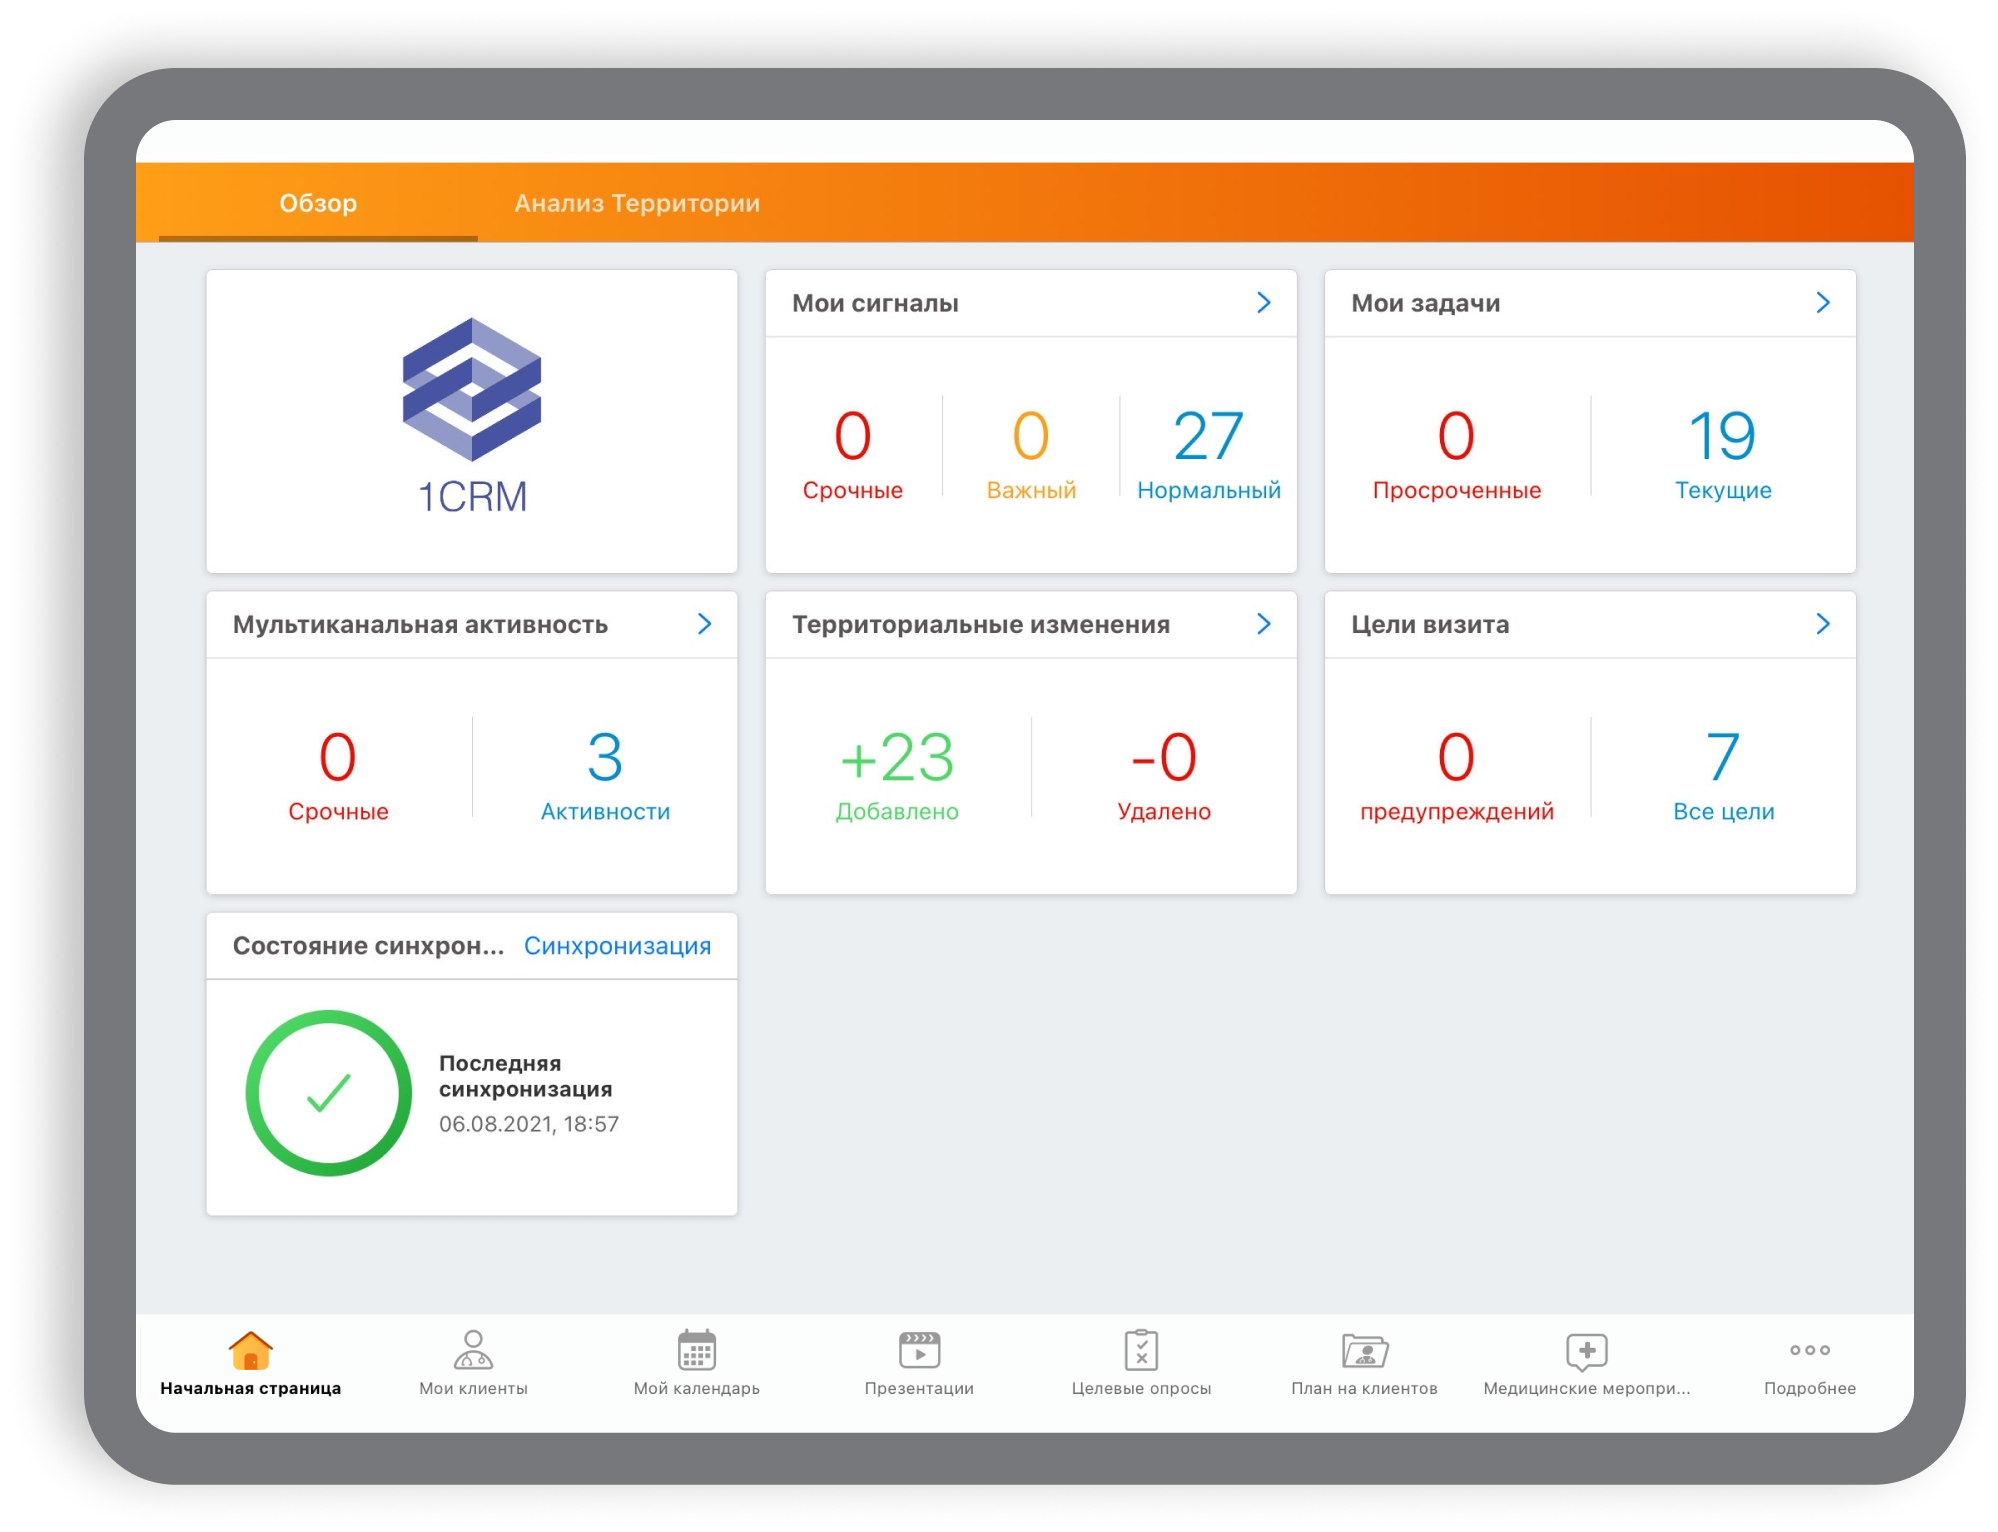 Обзор
Анализ Территории
1CRM
Мои сигналы
0
Срочные
0
Важный
27
Нормальный
Мои задачи
0
Просроченные
19
Текущие
Мультиканальная активность
0
Срочные
3
Активности
Территориальные изменения
+23
Добавлено
-0
Удалено
Цели визита
0
предупреждений
7
Все цели
Состояние синхрон...
Синхронизация
Последняя
синхронизация
06.08.2021, 18:57
Начальная страница
Мои клиенты
Мой календарь
Презентации
Целевые опросы
План на клиентов
Медицинские меропри...
Подробнее